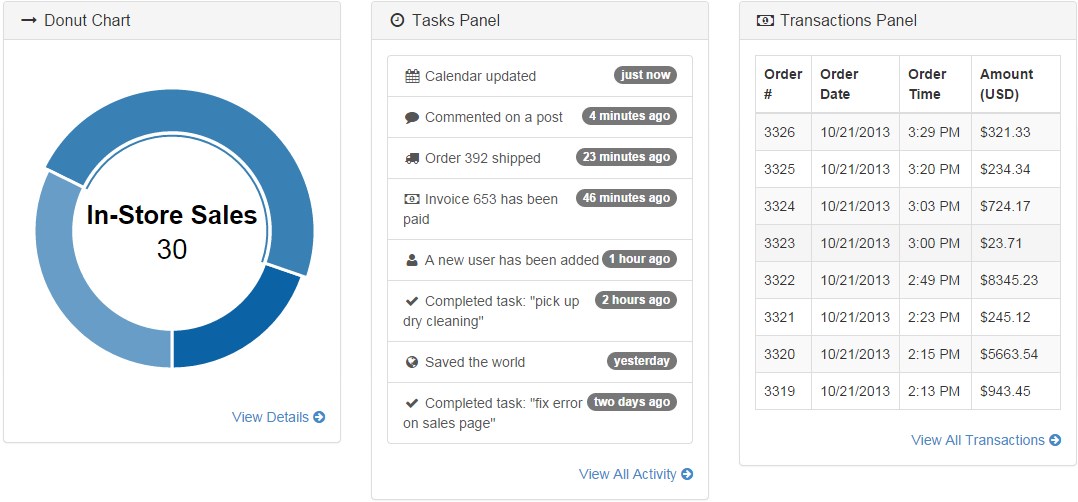 Donut Chart
In-Store Sales
30
View Details
Tasks Panel
Calendar updated just now
Commented on a post 4 minutes ago
Order 392 shipped 23 minutes ago
Invoice 653 has been 46 minutes ago
paid
A new user has been added 1 hour ago
Completed task: "pick up 2 hours ago
dry cleaning"
Saved the world yesterday
Completed task: "fix error two days ago
on sales page"
View All Activity
Transactions Panel
Order Order Order Amount
# Date Time (USD)
3326 10/21/2013 3:29 PM $321.33
3325 10/21/2013 3:20 PM $234.34
3324 10/21/2013 3:03 PM $724.17
3323 10/21/2013 3:00 PM $23.71
3322 10/21/2013 2:49 PM $8345.23
3321 10/21/2013 2:23 PM $245.12
3320 10/21/2013 2:15 PM $5663.54
3319 10/21/2013 2:13 PM $943.45
View All Transactions